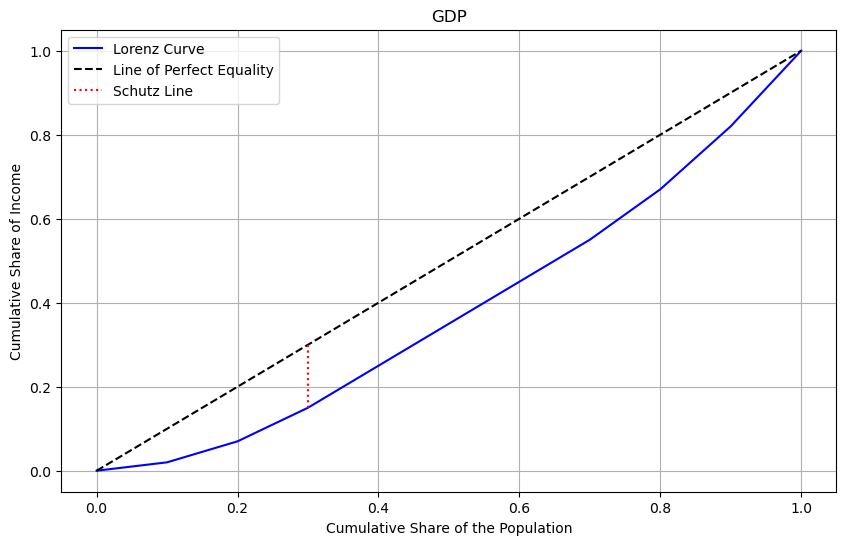 GDP
Lorenz Curve
Line of Perfect Equality
Schutz Line
1.0
0.8
0.6
0.4
0.2
0.0
Cumulative Share of Income
0.0 0.2 0.4 0.6 0.8 1.0
Cumulative Share of the Population